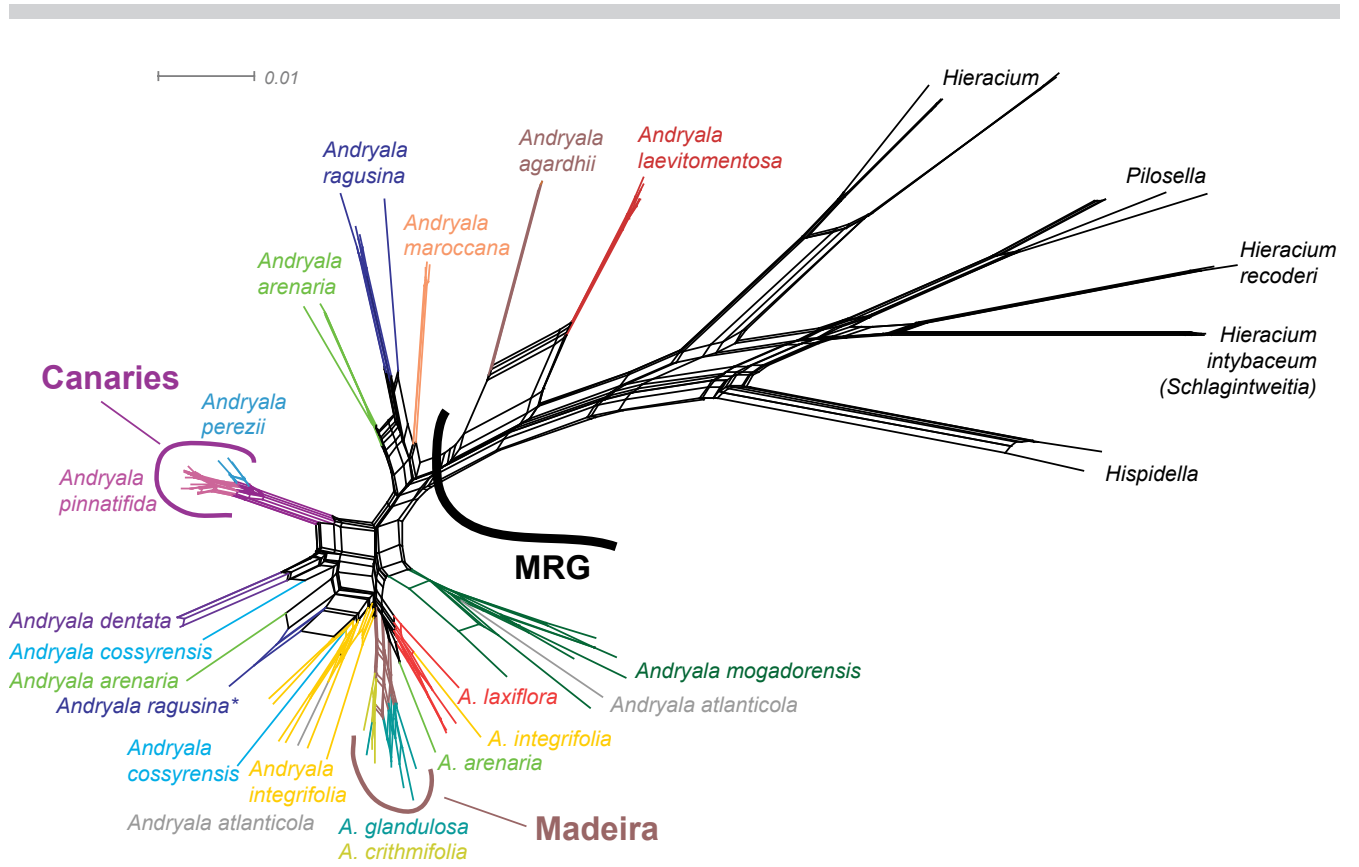 0.01
Hieracium
Andryala
laevitomentosa
Andryala
agardhii
Andryala
ragusina
Pilosella
Andryala
maroccana
Hieracium
recoderi
Andryala
arenaria
Hieracium
intybaceum
(Schlagintweitia)
Canaries
Andryala
perezii
Andryala
pinnatifida
Hispidella
MRG
Andryala dentata
Andryala cossyrensis
Andryala arenaria
Andryala ragusina*
Andryala mogadorensis
Andryala atlanticola
A. laxiflora
A. integrifolia
A. arenaria
Andryala
cossyrensis
Andryala
integrifolia
Andryala atlanticola
A. glandulosa
A. crithmifolia
Madeira